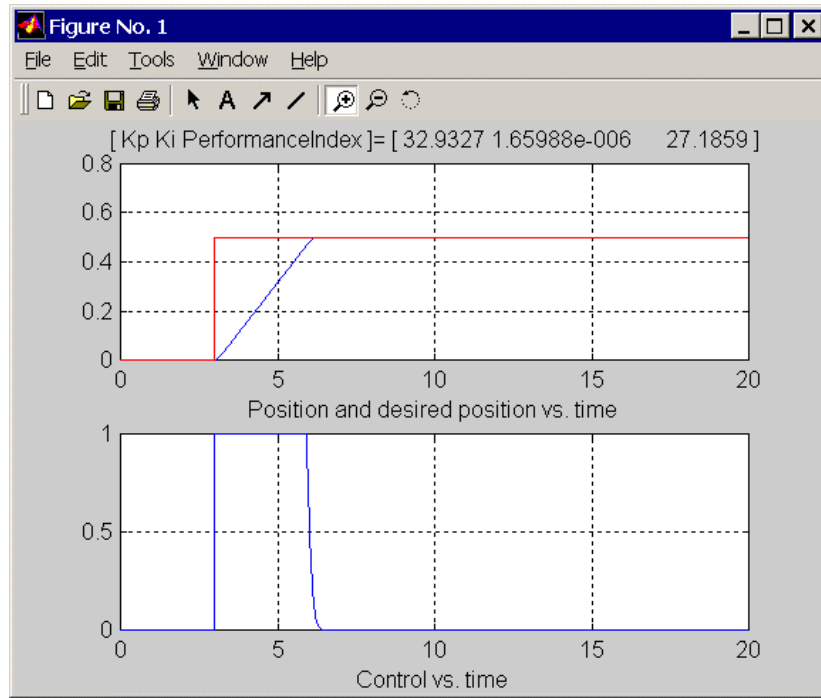 Figure No. 1
File Edit Tools Window Help
A
[ Kp Ki PerformanceIndex ]= [ 32.9327 1.65988e-006 27.1859 ]
0.8
0.6
0.4
0.2
0
0 5 10 15 20
Position and desired position vs. time
1
0.5
0
0 5 10 15 20
Control vs. time